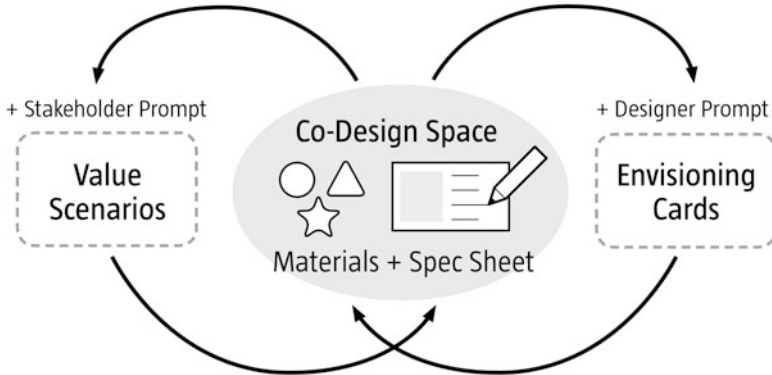 + Stakeholder Prompt
Value
Scenarios
Co-Design Space
Materials + Spec Sheet
+ Designer Prompt
Envisioning
Cards